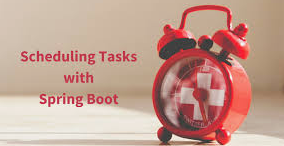 Scheduling Tasks
with
Spring Boot